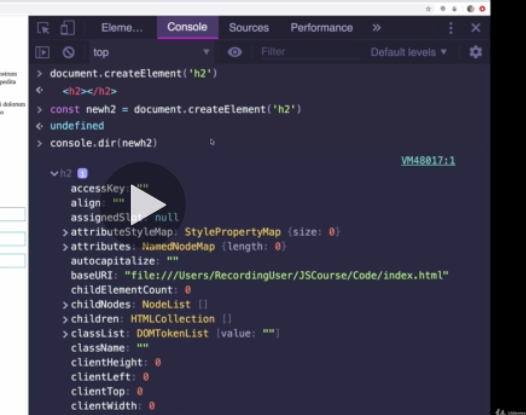 Eleme...
Console
Sources
Performance
»
top
Filter
Default levels
> document.createElement('h2')
<h2></h2>
> const newh2 = document.createElement('h2')
undefined
> console.dir(newh2)
VM48017:1
h2 i
accessKey: ""
align: ""
assignedSlot: null
attributeStyleMap: StylePropertyMap {size: 0}
attributes: NamedNodeMap {length: 0}
autocapitalize: ""
baseURI: "file:///Users/RecordingUser/JSCourse/Code/index.html"
childElementCount: 0
childNodes: NodeList []
children: HTMLCollection []
classList: DOMTokenList [value: ""]
className: ""
clientHeight: 0
clientLeft: 0
clientTop: 0
clientWidth: 0